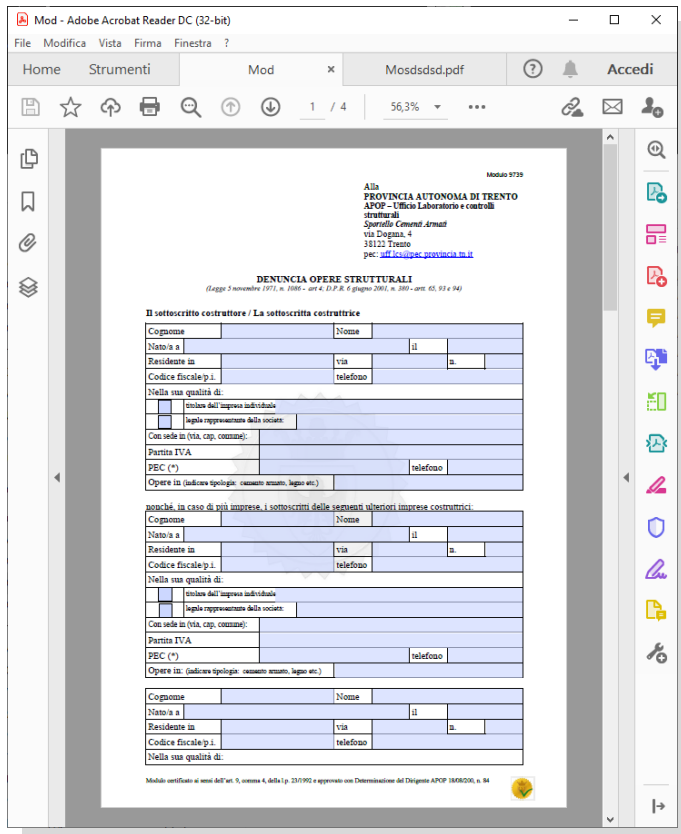 Mod - Adobe Acrobat Reader DC (32-bit)
File Modifica Vista Firma Finestra ?
Home Strumenti Mod × Mosdsdsd.pdf Accedi
1 / 4 56,3%
Modulo 9739
Alla
PROVINCIA AUTONOMA DI TRENTO
APOP – Ufficio Laboratorio e controlli
strutturali
Sportello Cementi Armati
via Dogana, 4
38122 Trento
pec: uff.lcs@pec.provincia.tn.it
DENUNCIA OPERE STRUTTURALI
(Legge 5 novembre 1971, n. 1086 - art 4; D.P.R. 6 giugno 2001, n. 380 - artt. 65, 93 e 94)
Il sottoscritto costruttore / La sottoscritta costruttrice
Cognome Nome
Nato/a a il
Residente in via n.
Codice fiscale/p.i. telefono
Nella sua qualità di:
titolare dell'impresa individuale
legale rappresentante della società:
Con sede in (via, cap, comune):
Partita IVA
PEC (*) telefono
Opere in (indicare tipologia: cemento armato, legno etc.)
nonché, in caso di più imprese, i sottoscritti delle seguenti ulteriori imprese costruttrici:
Cognome Nome
Nato/a a il
Residente in via n.
Codice fiscale/p.i. telefono
Nella sua qualità di:
titolare dell'impresa individuale
legale rappresentante della società:
Con sede in (via, cap, comune):
Partita IVA
PEC (*) telefono
Opere in: (indicare tipologia: cemento armato, legno etc.)
Cognome Nome
Nato/a a il
Residente in via n.
Codice fiscale/p.i. telefono
Nella sua qualità di:
Modulo certificato ai sensi dell'art. 9, comma 4, della l.p. 23/1992 e approvato con Determinazione del Dirigente APOP 18/08/200, n. 84